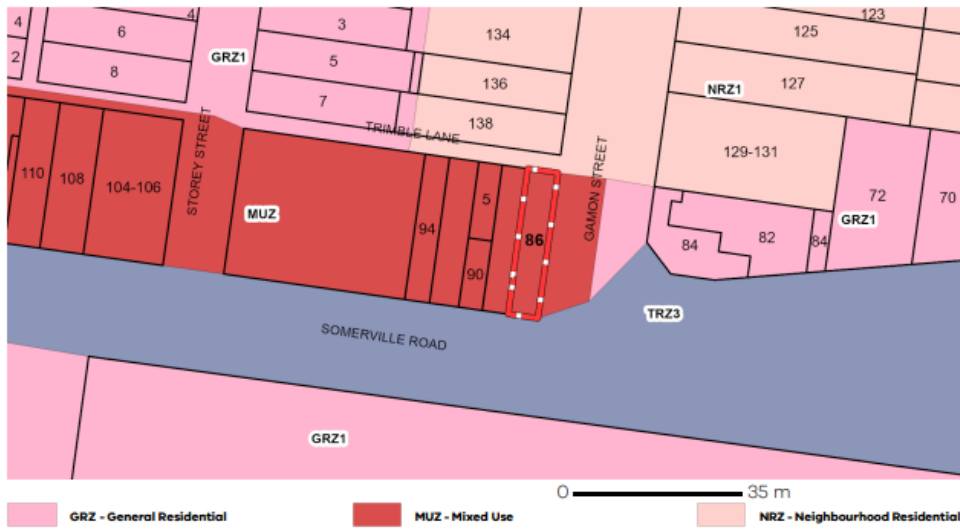 4
4
6
2
8
GRZ1
3
5
7
134
136
138
123
125
127
NRZ1
129-131
TRIMBLE LANE
STOREY STREET
GAMON STREET
110
108
104-106
MUZ
94
5
90
86
84
82
84
72
GRZ1
70
TRZ3
SOMERVILLE ROAD
GRZ1
0 35 m
GRZ - General Residential
MUZ - Mixed Use
NRZ - Neighbourhood Residential